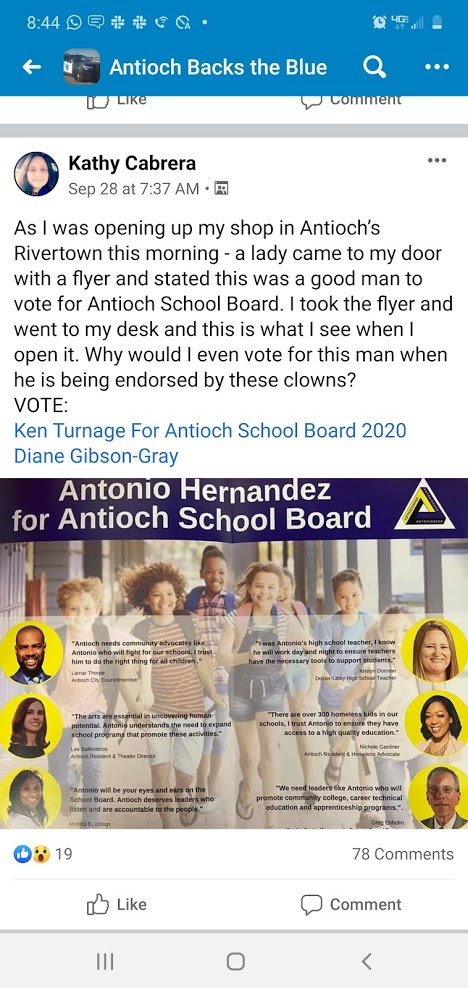 8:44
4G
Antioch Backs the Blue
Like
Comment
Kathy Cabrera
Sep 28 at 7:37 AM •
As I was opening up my shop in Antioch's
Rivertown this morning - a lady came to my door
with a flyer and stated this was a good man to
vote for Antioch School Board. I took the flyer and
went to my desk and this is what I see when I
open it. Why would I even vote for this man when
he is being endorsed by these clowns?
VOTE:
Ken Turnage For Antioch School Board 2020
Diane Gibson-Gray
Antonio Hernandez
for Antioch School Board
"Antioch needs community advocates like
Antonio who will fight for our schools. I trust
him to do the right thing for all children."
Lamar Thorpe
Antioch City Councilmember
"I was Antonio's high school teacher, I know
he will work day and night to ensure teachers
have the necessary tools to support students."
Kristyn Dorman
Dozier-Libby High School Teacher
"The arts are essential in uncovering human
potential. Antonio understands the need to expand
school programs that promote these activities."
Lee Ballesteros
Antioch Resident & Theater Director
"There are over 300 homeless kids in our
schools, I trust Antonio to ensure they have
access to a high quality education."
Nichole Gardner
Antioch Resident & Homeless Advocate
"Antonio will be your eyes and ears on the
School Board. Antioch deserves leaders who
listen and are accountable to the people."
Monica E. Wilson
"We need leaders like Antonio who will
promote community college, career technical
education and apprenticeship programs.".
Greg Enholm
19
78 Comments
Like
Comment